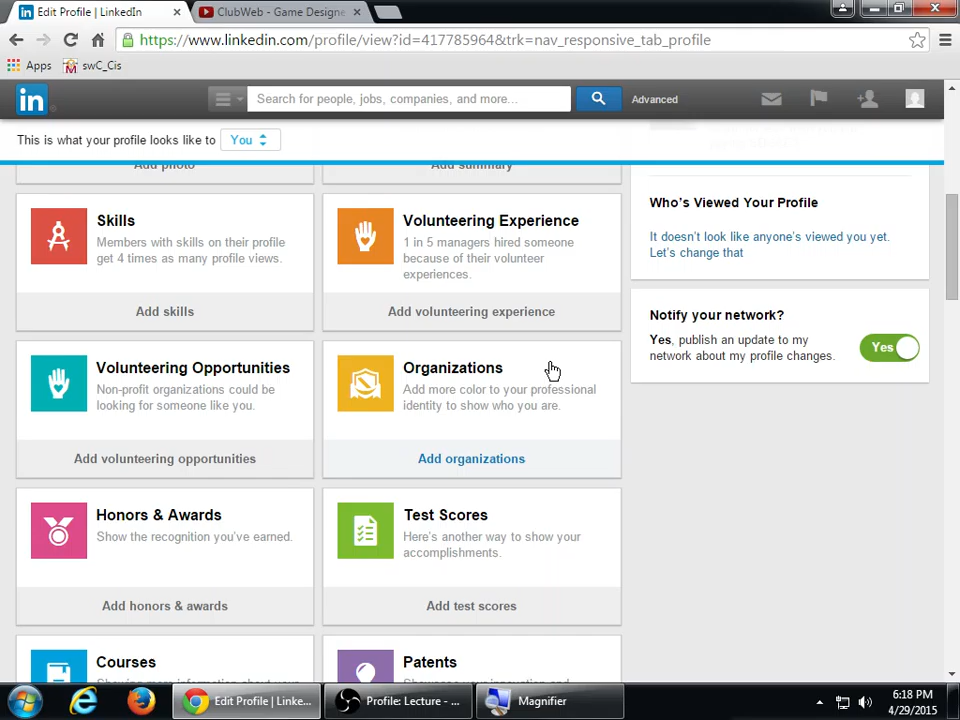 Edit Profile | LinkedIn
ClubWeb - Game Designe
https://www.linkedin.com/profile/view?id=417785964&trk=nav_responsive_tab_profile
Apps
swC_Cis
in
Search for people, jobs, companies, and more...
Advanced
This is what your profile looks like to
You
Add photo
Add summary
Skills
Members with skills on their profile
get 4 times as many profile views.
Add skills
Volunteering Experience
1 in 5 managers hired someone
because of their volunteer
experiences.
Add volunteering experience
Who's Viewed Your Profile
It doesn't look like anyone's viewed you yet.
Let's change that
Notify your network?
Yes, publish an update to my
network about my profile changes.
Yes
Volunteering Opportunities
Non-profit organizations could be
looking for someone like you.
Add volunteering opportunities
Organizations
Add more color to your professional
identity to show who you are.
Add organizations
Honors & Awards
Show the recognition you've earned.
Add honors & awards
Test Scores
Here's another way to show your
accomplishments.
Add test scores
Courses
Patents
Edit Profile | Linke...
Profile: Lecture - ...
Magnifier
6:18 PM
4/29/2015